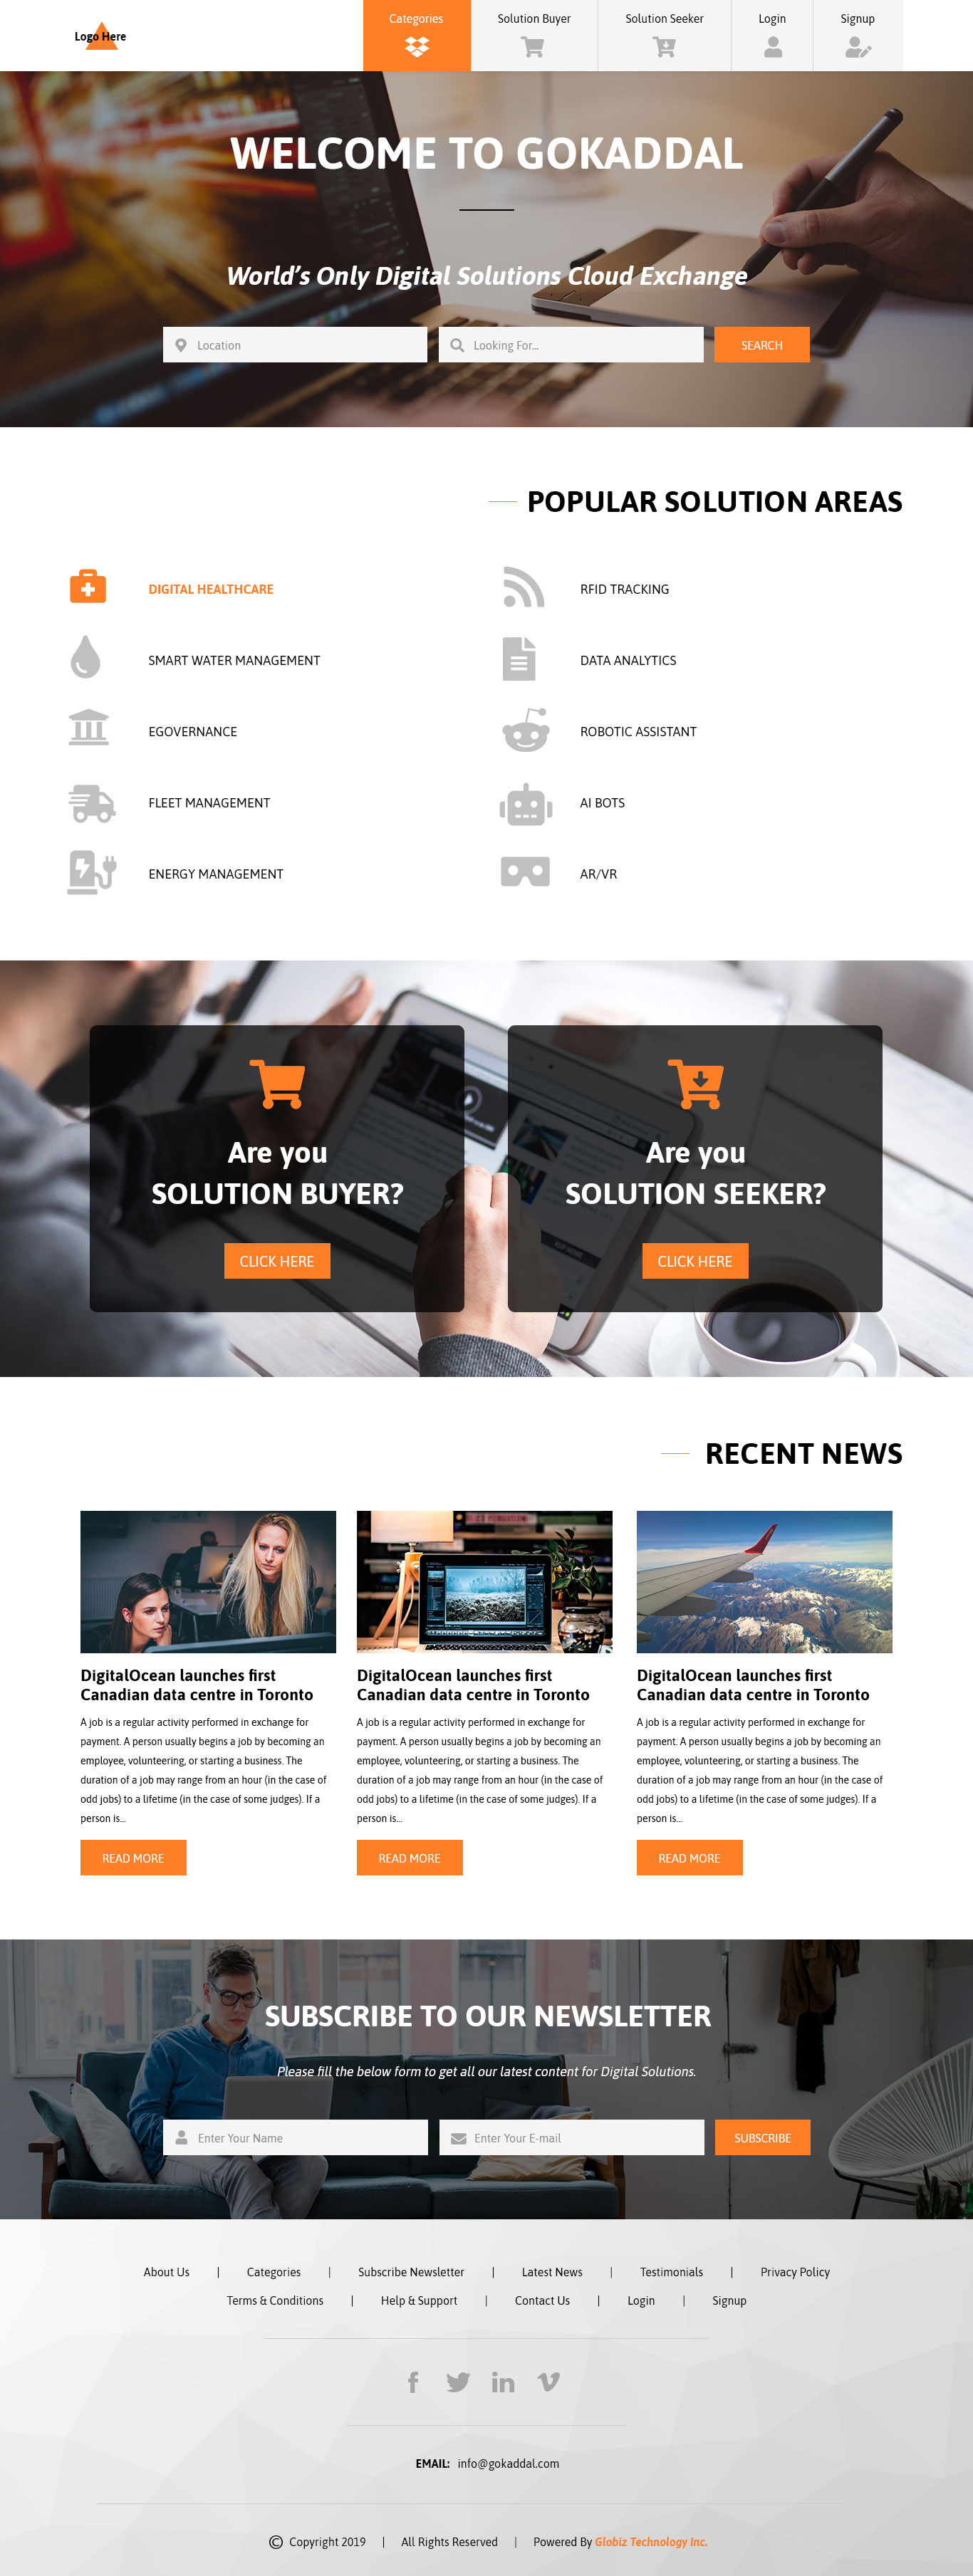 Logo Here
Categories
Solution Buyer
Solution Seeker
Login
Signup
WELCOME TO GOKADDAL
World's Only Digital Solutions Cloud Exchange
Location
Looking For...
SEARCH
POPULAR SOLUTION AREAS
DIGITAL HEALTHCARE
RFID TRACKING
SMART WATER MANAGEMENT
DATA ANALYTICS
EGOVERNANCE
ROBOTIC ASSISTANT
FLEET MANAGEMENT
AI BOTS
ENERGY MANAGEMENT
AR/VR
Are you
SOLUTION BUYER?
CLICK HERE
Are you
SOLUTION SEEKER?
CLICK HERE
RECENT NEWS
DigitalOcean launches first
Canadian data centre in Toronto
A job is a regular activity performed in exchange for
payment. A person usually begins a job by becoming an
employee, volunteering, or starting a business. The
duration of a job may range from an hour (in the case of
odd jobs) to a lifetime (in the case of some judges). If a
person is...
READ MORE
DigitalOcean launches first
Canadian data centre in Toronto
A job is a regular activity performed in exchange for
payment. A person usually begins a job by becoming an
employee, volunteering, or starting a business. The
duration of a job may range from an hour (in the case of
odd jobs) to a lifetime (in the case of some judges). If a
person is...
READ MORE
DigitalOcean launches first
Canadian data centre in Toronto
A job is a regular activity performed in exchange for
payment. A person usually begins a job by becoming an
employee, volunteering, or starting a business. The
duration of a job may range from an hour (in the case of
odd jobs) to a lifetime (in the case of some judges). If a
person is...
READ MORE
SUBSCRIBE TO OUR NEWSLETTER
Please fill the below form to get all our latest content for Digital Solutions.
Enter Your Name
Enter Your E-mail
SUBSCRIBE
About Us | Categories | Subscribe Newsletter | Latest News | Testimonials | Privacy Policy
Terms & Conditions | Help & Support | Contact Us | Login | Signup
EMAIL: info@gokaddal.com
© Copyright 2019 | All Rights Reserved | Powered By Globiz Technology Inc.